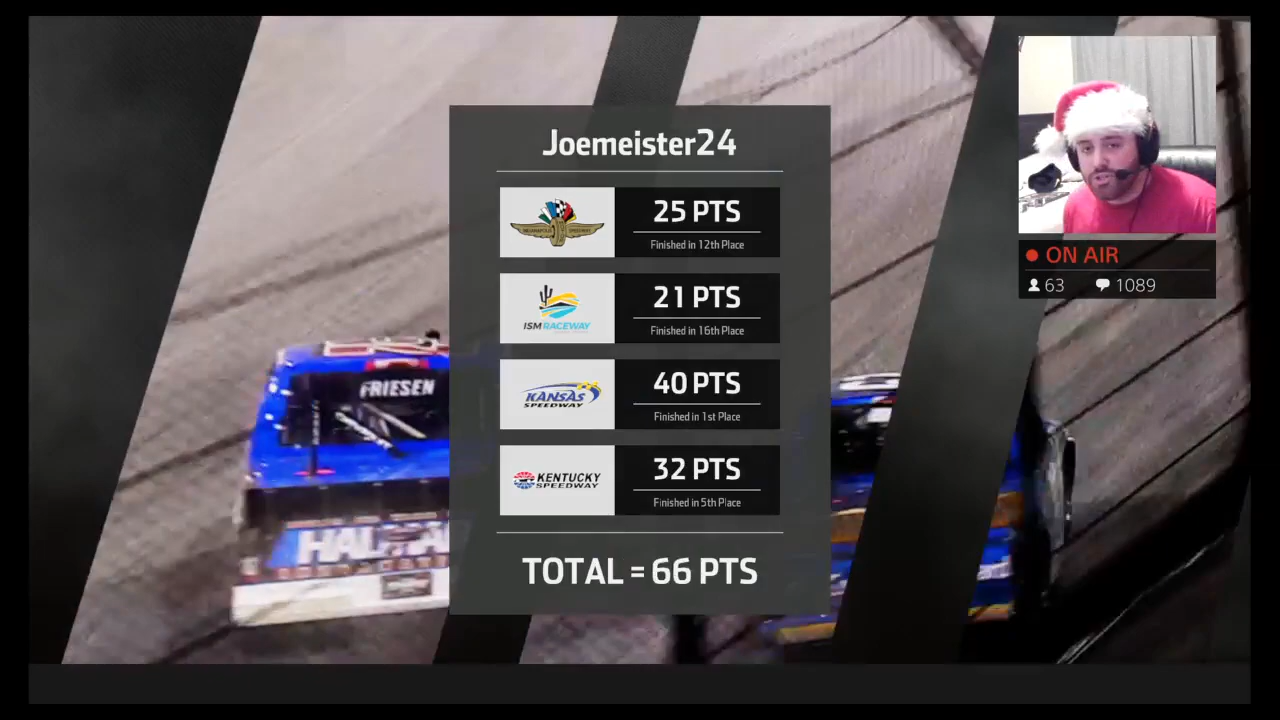 Joemeister24
INDIANAPOLIS SPEEDWAY
25 PTS
Finished in 12th Place
ISM RACEWAY
21 PTS
Finished in 16th Place
KANSAS
SPEEDWAY
40 PTS
Finished in 1st Place
KENTUCKY
SPEEDWAY
32 PTS
Finished in 5th Place
TOTAL = 66 PTS
ON AIR
63 1089
FRIESEN